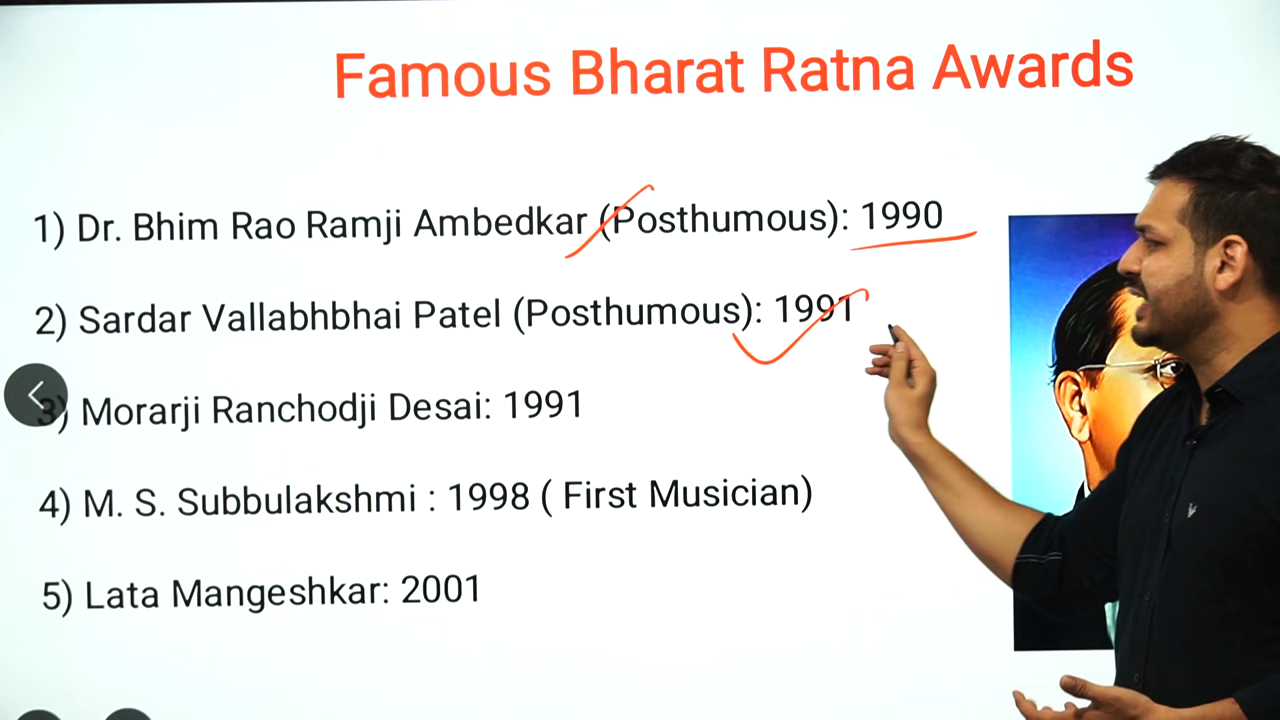 Famous Bharat Ratna Awards
1) Dr. Bhim Rao Ramji Ambedkar (Posthumous): 1990
2) Sardar Vallabhbhai Patel (Posthumous): 1991
3) Morarji Ranchodji Desai: 1991
4) M. S. Subbulakshmi : 1998 ( First Musician)
5) Lata Mangeshkar: 2001